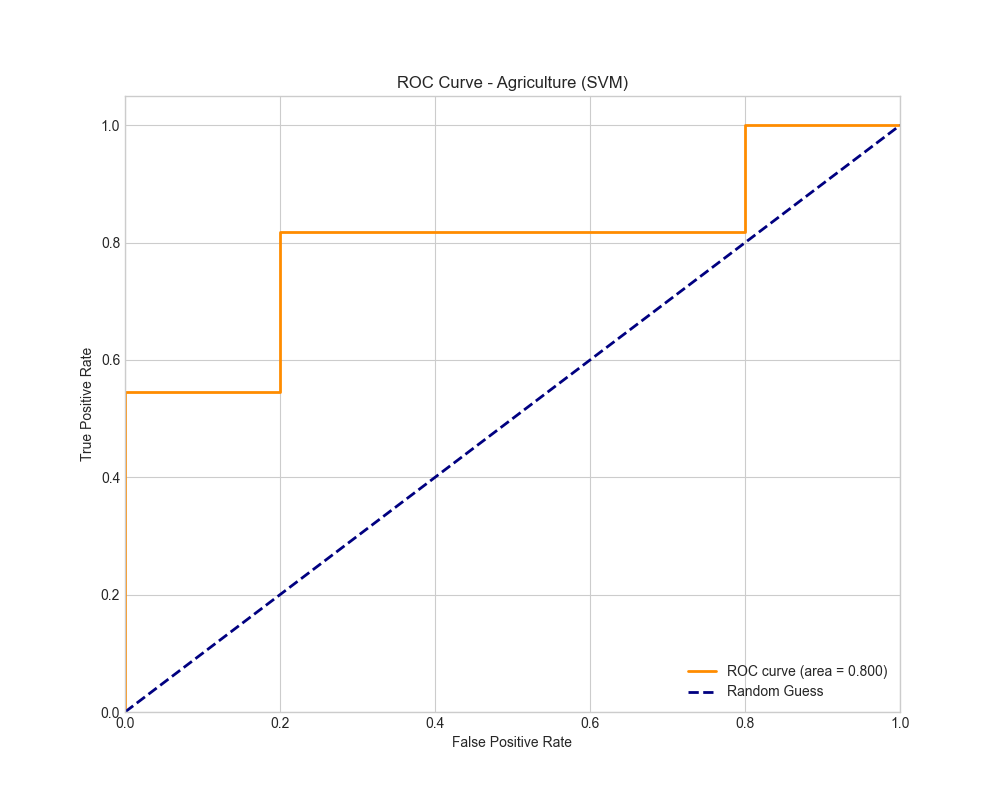 ROC Curve - Agriculture (SVM)
True Positive Rate
1.0
0.8
0.6
0.4
0.2
0.0
0.0 0.2 0.4 0.6 0.8 1.0
False Positive Rate
ROC curve (area = 0.800)
Random Guess